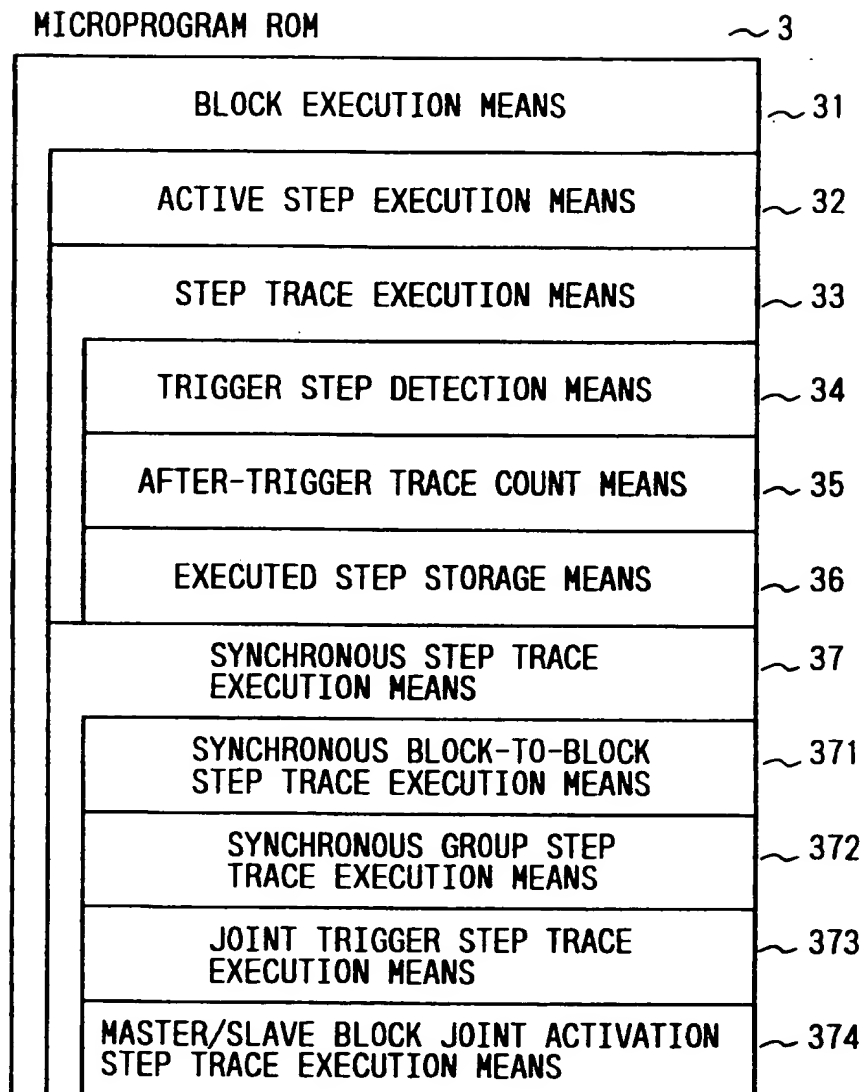 MICROPROGRAM ROM 3
BLOCK EXECUTION MEANS 31
ACTIVE STEP EXECUTION MEANS 32
STEP TRACE EXECUTION MEANS 33
TRIGGER STEP DETECTION MEANS 34
AFTER-TRIGGER TRACE COUNT MEANS 35
EXECUTED STEP STORAGE MEANS 36
SYNCHRONOUS STEP TRACE 37
EXECUTION MEANS
SYNCHRONOUS BLOCK-TO-BLOCK 371
STEP TRACE EXECUTION MEANS
SYNCHRONOUS GROUP STEP 372
TRACE EXECUTION MEANS
JOINT TRIGGER STEP TRACE 373
EXECUTION MEANS
MASTER/SLAVE BLOCK JOINT ACTIVATION 374
STEP TRACE EXECUTION MEANS